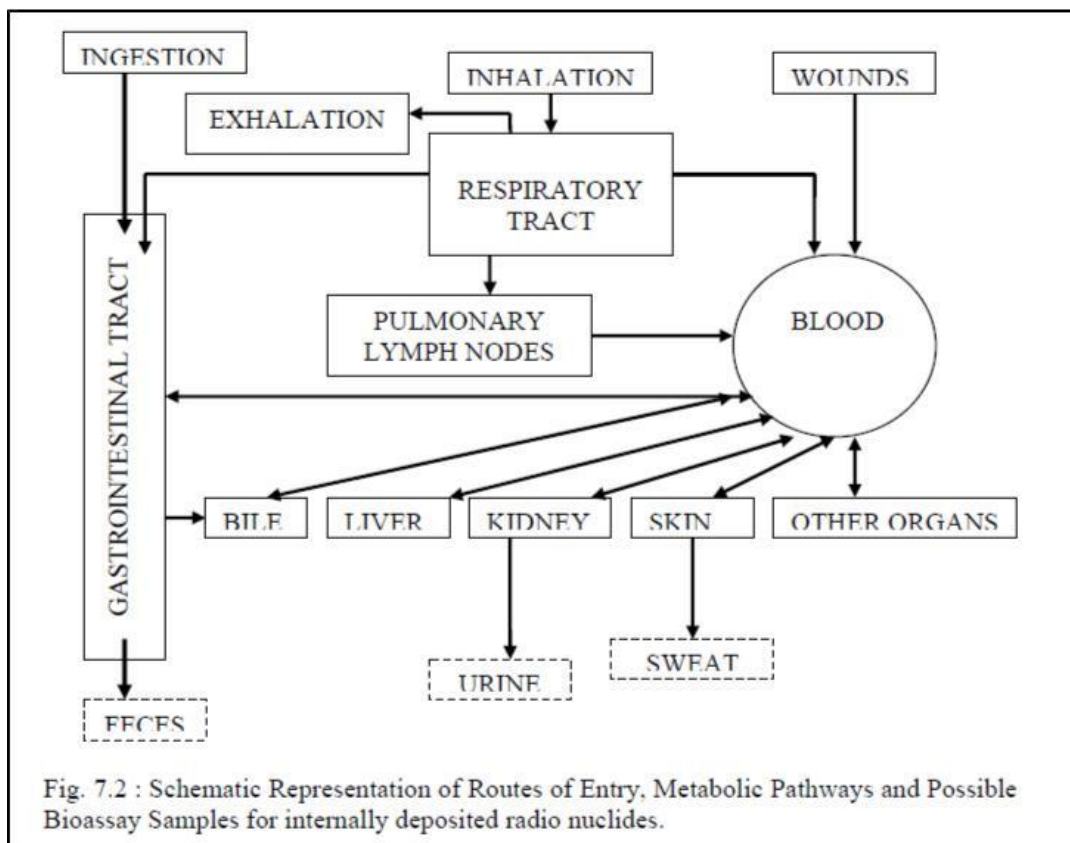 INGESTION
INHALATION
WOUNDS
EXHALATION
RESPIRATORY
TRACT
GASTROINTESTINAL TRACT
PULMONARY
LYMPH NODES
BLOOD
BILE
LIVER
KIDNEY
SKIN
OTHER ORGANS
SWEAT
URINE
FECES
Fig. 7.2 : Schematic Representation of Routes of Entry, Metabolic Pathways and Possible
Bioassay Samples for internally deposited radio nuclides.